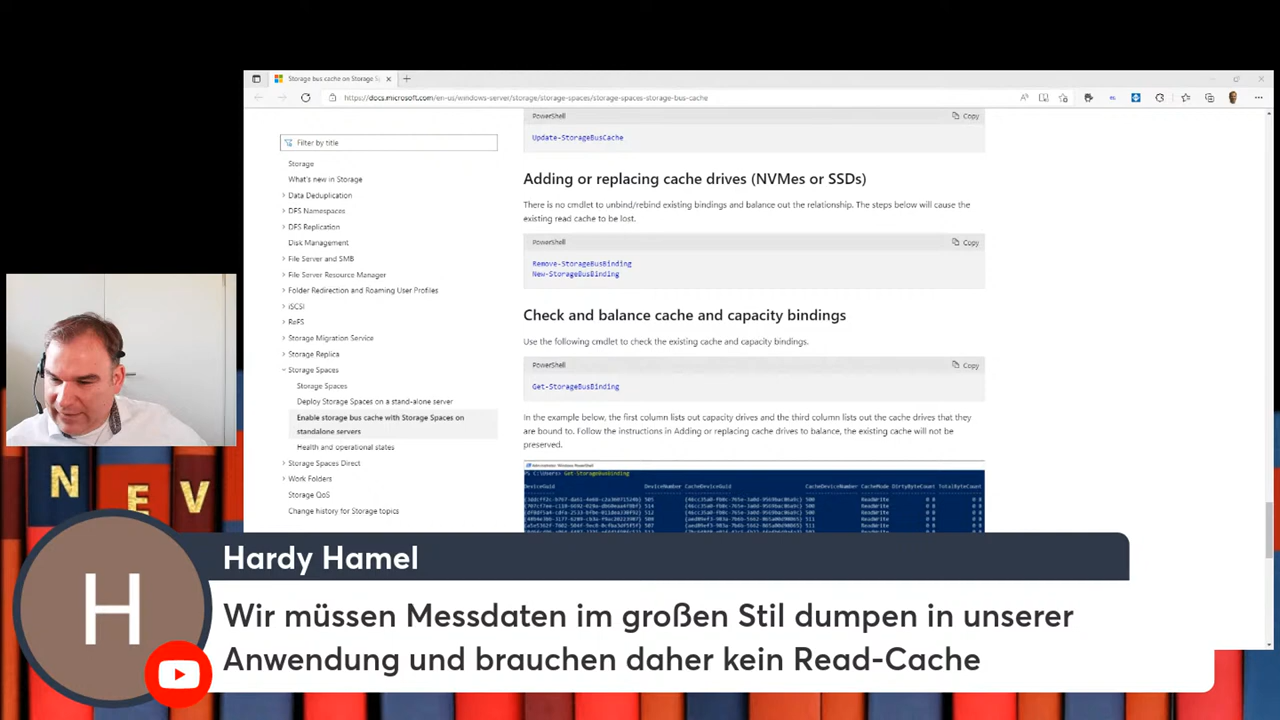 Storage bus cache on Storage S
https://docs.microsoft.com/en-us/windows-server/storage/storage-spaces/storage-spaces-storage-bus-cache
Filter by title
Storage
What's new in Storage
Data Deduplication
DFS Namespaces
DFS Replication
Disk Management
File Server and SMB
File Server Resource Manager
Folder Redirection and Roaming User Profiles
iSCSI
ReFS
Storage Migration Service
Storage Replica
Storage Spaces
Storage Spaces
Deploy Storage Spaces on a stand-alone server
Enable storage bus cache with Storage Spaces on
standalone servers
Health and operational states
Storage Spaces Direct
Work Folders
Storage QoS
Change history for Storage topics
PowerShell
Copy
Update-StorageBusCache
Adding or replacing cache drives (NVMes or SSDs)
There is no cmdlet to unbind/rebind existing bindings and balance out the relationship. The steps below will cause the
existing read cache to be lost.
PowerShell
Copy
Remove-StorageBusBinding
New-StorageBusBinding
Check and balance cache and capacity bindings
Use the following cmdlet to check the existing cache and capacity bindings.
PowerShell
Copy
Get-StorageBusBinding
In the example below, the first column lists out capacity drives and the third column lists out the cache drives that they
are bound to. Follow the instructions in Adding or replacing cache drives to balance, the existing cache will not be
preserved.
PS C:\Users> Get-StorageBusBinding
DeviceGuid DeviceNumber CacheDeviceGuid CacheDeviceNumber CacheMode DirtyByteCount TotalByteCount
N E V
H
Hardy Hamel
Wir müssen Messdaten im großen Stil dumpen in unserer
Anwendung und brauchen daher kein Read-Cache